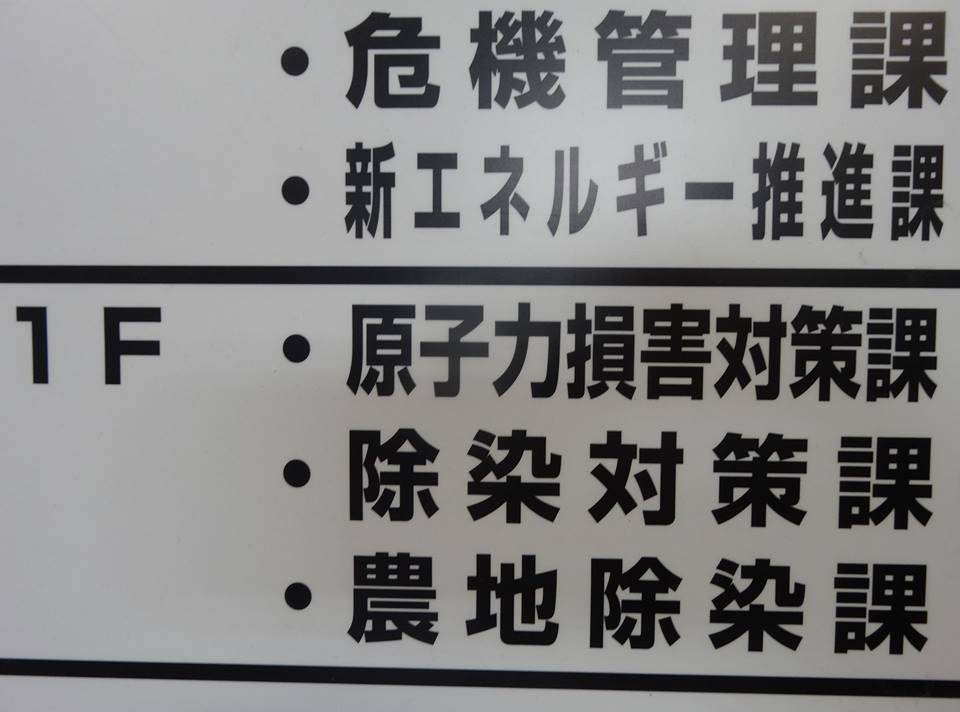 ・危機管理課
・新エネルギー推進課
1F ・原子力損害対策課
・除染対策課
・農地除染課